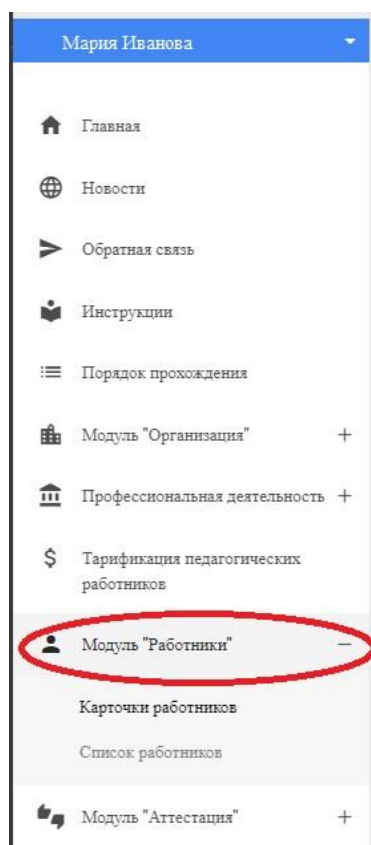 Мария Иванова
Главная
Новости
Обратная связь
Инструкции
Порядок прохождения
Модуль "Организация" +
Профессиональная деятельность +
$ Тарификация педагогических
работников
Модуль "Работники" −
Карточки работников
Список работников
Модуль "Аттестация" +